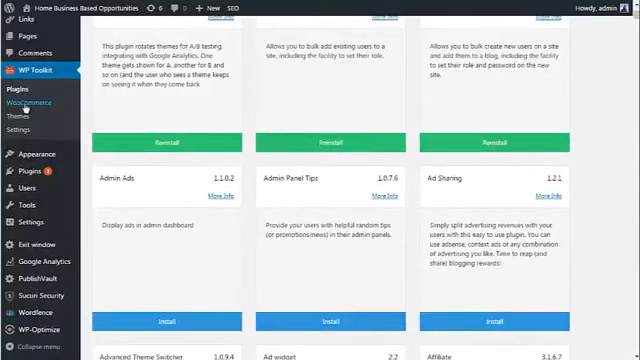 Home Business Based Opportunities 6 0 + New SEO Howdy, admin
Links
Pages
Comments
WP Toolkit
Plugins
WooCommerce
Themes
Settings
Appearance
Plugins 3
Users
Tools
Settings
Exit window
Google Analytics
PublishVault
Sucuri Security
Wordfence
WP-Optimize
Collapse menu
More Info
More Info
More Info
This plugin rotates themes for A/B testing
integrating with Google Analytics. One
theme gets shown for A, another for B and
so on (and the user who sees a theme keeps
on seeing it when they come back
Reinstall
Allows you to bulk add existing users to a
site, including the facility to set their role.
Reinstall
Allows you to bulk create new users on a site
and add them to a blog, including the facility
to set their role and password on the new
site.
Reinstall
Admin Ads 1.1.0.2
More Info
Display ads in admin dashboard
Install
Admin Panel Tips 1.0.7.6
More Info
Provide your users with helpful random tips
(or promotions/news) in their admin panels.
Install
Ad Sharing 1.2.1
More Info
Simply split advertising revenues with your
users with this easy to use plugin. You can
use adsense, context ads or any combination
of advertising you like. Time to reap (and
share) blogging rewards!
Install
Advanced Theme Switcher 1.0.9.4
Ad widget 2.2
Affiliate 3.1.6.7